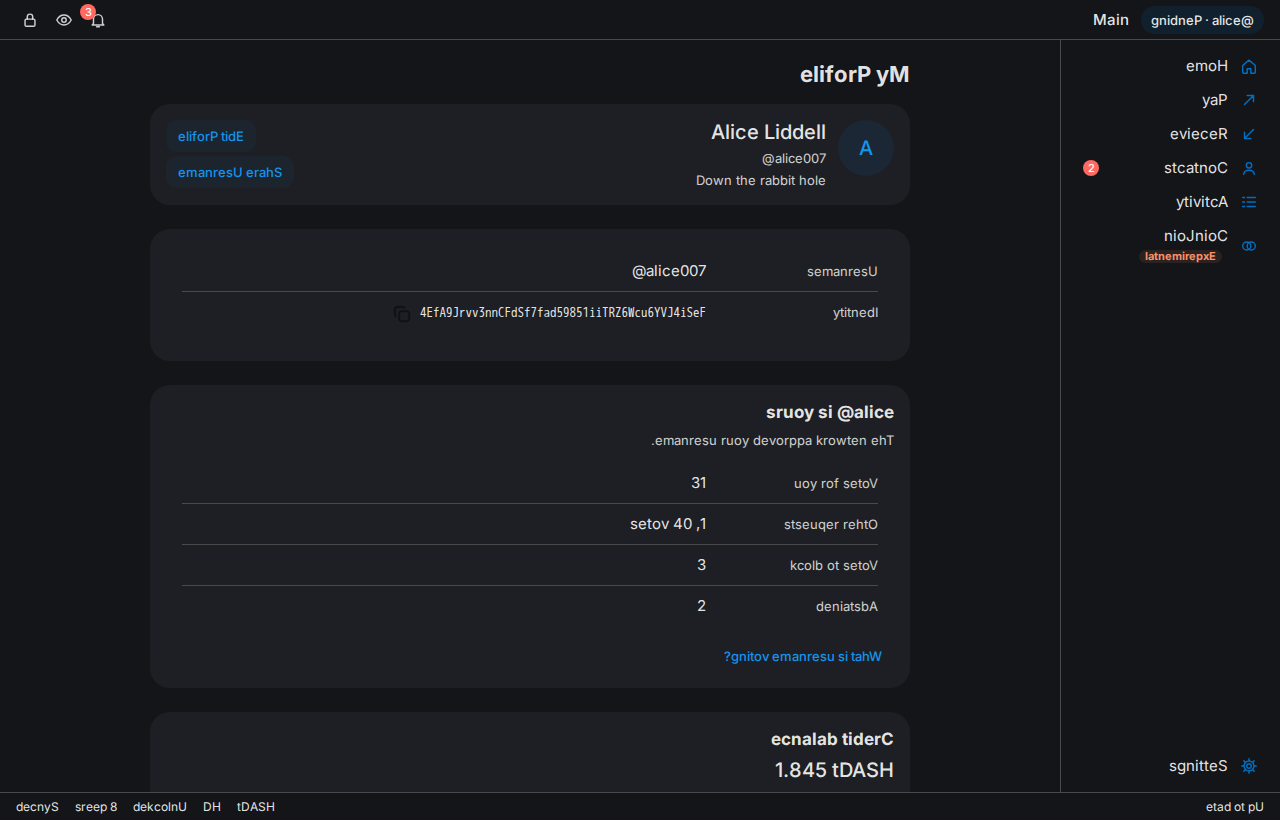 3
Main
gnidneP · alice@
emoH
yaP
evieceR
stcatnoC
2
ytivitcA
nioJnioC
latnemirepxE
sgnitteS
eliforP yM
A
Alice Liddell
@alice007
Down the rabbit hole
eliforP tidE
emanresU erahS
semanresU
@alice007
ytitnedI
4EfA9Jrvv3nnCFdSf7fad59851iiTRZ6Wcu6YVJ4iSeF
sruoy si @alice
.emanresu ruoy devorppa krowten ehT
uoy rof setoV
31
stseuqer rehtO
setov 40 ,1
kcolb ot setoV
3
deniatsbA
2
?gnitov emanresu si tahW
ecnalab tiderC
1.845 tDASH
decnyS
sreep 8
dekcolnU
DH
tDASH
etad ot pU